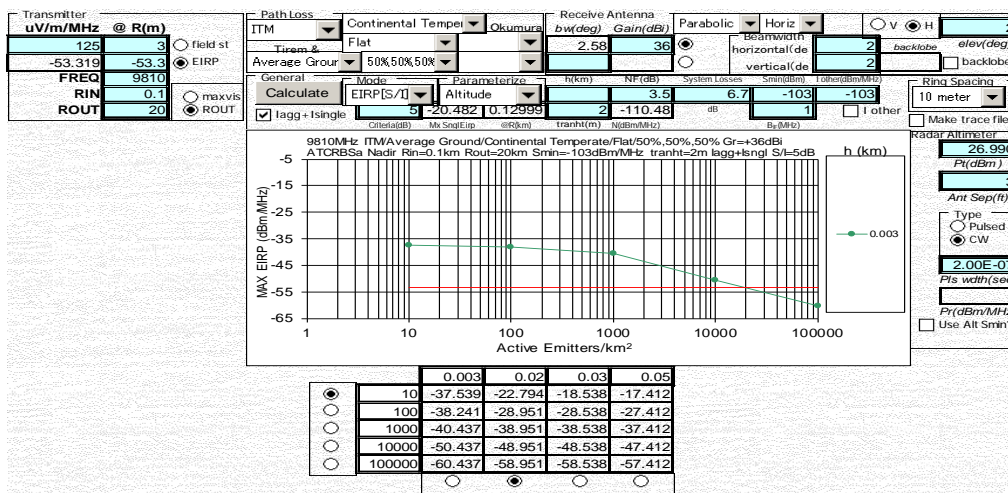 Transmitter
uV/m/MHz @ R(m)
125 3 field st
-53.319 -53.3 EIRP
FREQ 9810
RIN 0.1 maxvis
ROUT 20 ROUT
Path Loss
ITM Continental Temper Okumura
Tirem & Flat
Average Groun 50%,50%,50%
Receive Antenna
bw(deg) Gain(dBi) Parabolic Horiz
2.58 36
Beamwidth
horizontal(de 2
vertical(de 2
V H
backlobe elev(deg)
backlobe
General
Calculate
Mode
EIRP[S/I]
Parameterize
Altitude
h(km) NF(dB) System Losses Smin(dBm) Iother(dBm/MHz)
3.5 6.7 -103 -103
Iagg+Isingle 5 -20.482 0.12999 2 -110.48 dB 1 I other
Criteria(dB) Mx SnglEirp @R(km) tranht(m) N(dBm/MHz)
Ring Spacing
10 meter
Make trace file
Radar Altimeter
26.990
Pt(dBm)
Ant Sep(ft)
Type
Pulsed
CW
2.00E-07
Pls wdth(sec
Pr(dBm/MHz
Use Alt Smin
9810MHz ITM/Average Ground/Continental Temperate/Flat/50%,50%,50% Gr=+36dBi
ATCRBSa Nadir Rin=0.1km Rout=20km Smin=-103dBm/MHz tranht=2m Iagg+Isngl S/I=5dB
h (km)
0.003
MAX EIRP (dBm/MHz)
-5
-15
-25
-35
-45
-55
-65
1 10 100 1000 10000 100000
Active Emitters/km²
0.003 0.02 0.03 0.05
10 -37.539 -22.794 -18.538 -17.412
100 -38.241 -28.951 -28.538 -27.412
1000 -40.437 -38.951 -38.538 -37.412
10000 -50.437 -48.951 -48.538 -47.412
100000 -60.437 -58.951 -58.538 -57.412